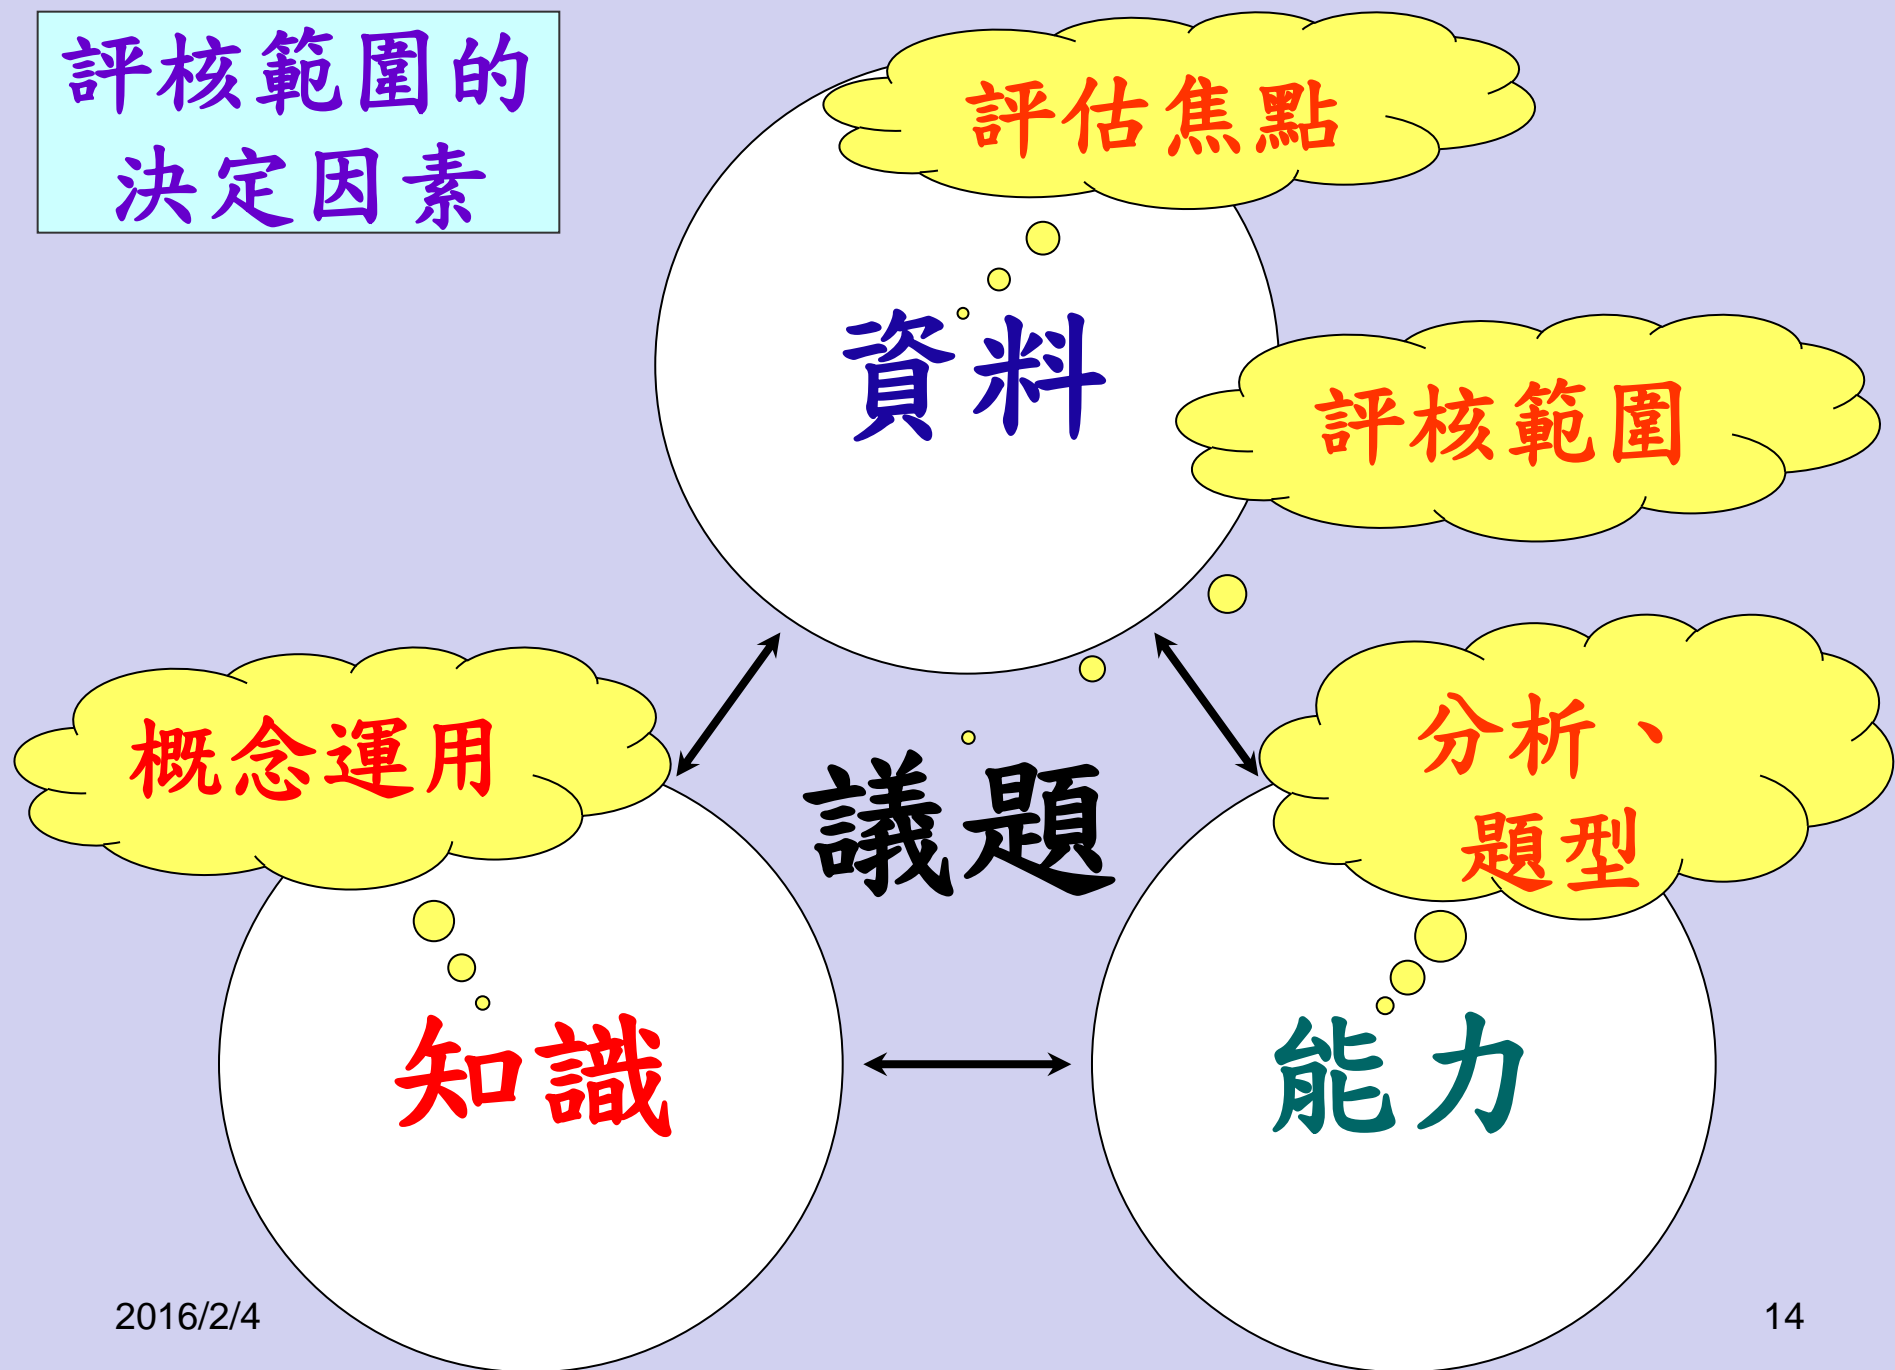 評核範圍的
決定因素
評估焦點
資料
評核範圍
概念運用
分析、
題型
議題
知識
能力
2016/2/4
14